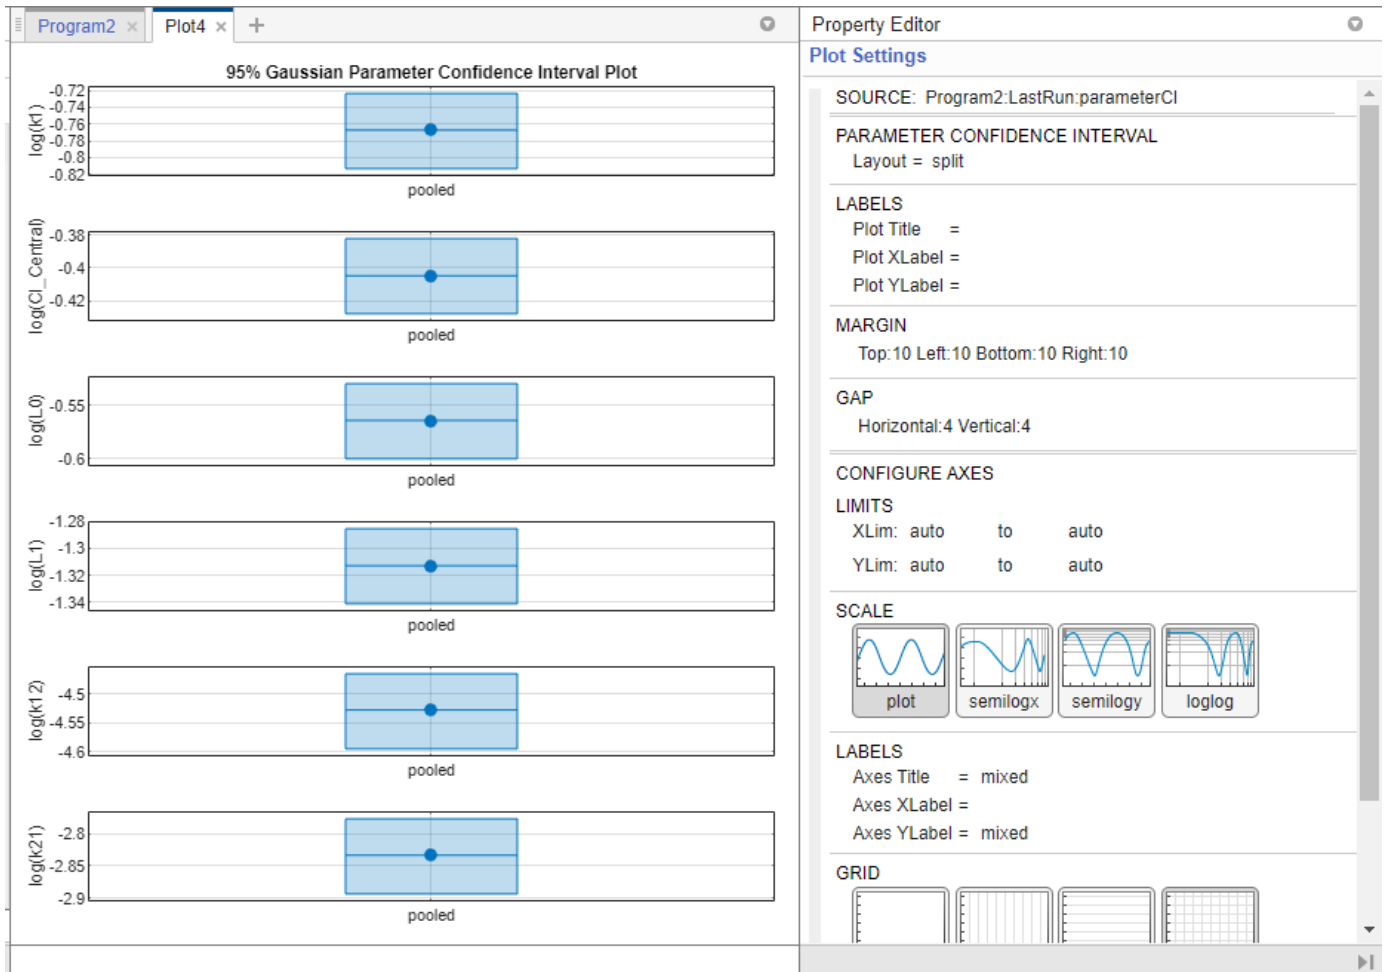 Program2 × Plot4 × +
95% Gaussian Parameter Confidence Interval Plot
log(k1)
-0.72
-0.74
-0.76
-0.78
-0.8
-0.82
pooled
log(Cl_Central)
-0.38
-0.4
-0.42
pooled
log(L0)
-0.55
-0.6
pooled
log(L1)
-1.28
-1.3
-1.32
-1.34
pooled
log(k12)
-4.5
-4.55
-4.6
pooled
log(k21)
-2.8
-2.85
-2.9
pooled
Property Editor
Plot Settings
SOURCE: Program2:LastRun:parameterCI
PARAMETER CONFIDENCE INTERVAL
Layout = split
LABELS
Plot Title =
Plot XLabel =
Plot YLabel =
MARGIN
Top:10 Left:10 Bottom:10 Right:10
GAP
Horizontal:4 Vertical:4
CONFIGURE AXES
LIMITS
XLim: auto to auto
YLim: auto to auto
SCALE
plot semilogx semilogy loglog
LABELS
Axes Title = mixed
Axes XLabel =
Axes YLabel = mixed
GRID